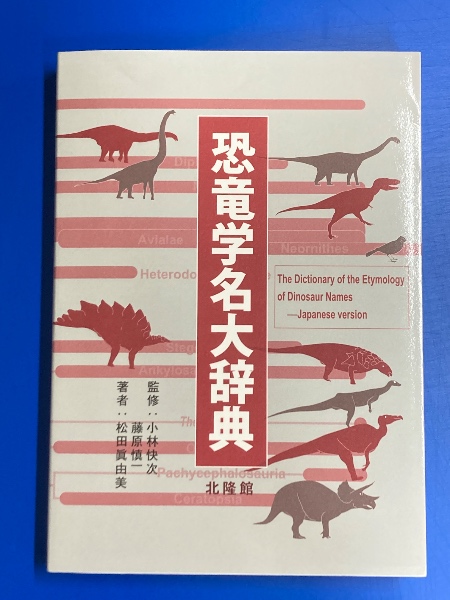 恐竜学名大辞典
Avialae
Neornithes
Heterodo
The Dictionary of the Etymology
of Dinosaur Names
—Japanese version
Ankylosa
監修：小林快次
藤原慎一
著者：松田眞由美
Pachycephalosauria
Ceratopsia
北隆館